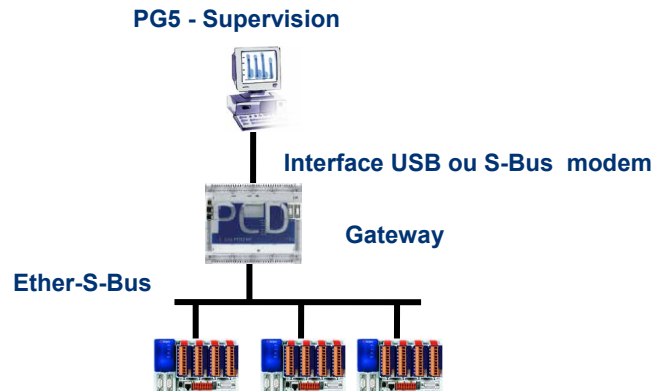 PG5 - Supervision
Interface USB ou S-Bus modem
PCD
Gateway
Ether-S-Bus